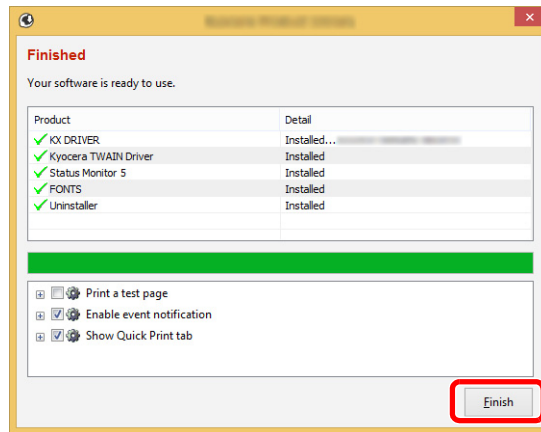 Finished
Your software is ready to use.
Product Detail
KX DRIVER Installed...
Kyocera TWAIN Driver Installed
Status Monitor 5 Installed
FONTS Installed
Uninstaller Installed
Print a test page
Enable event notification
Show Quick Print tab
Finish